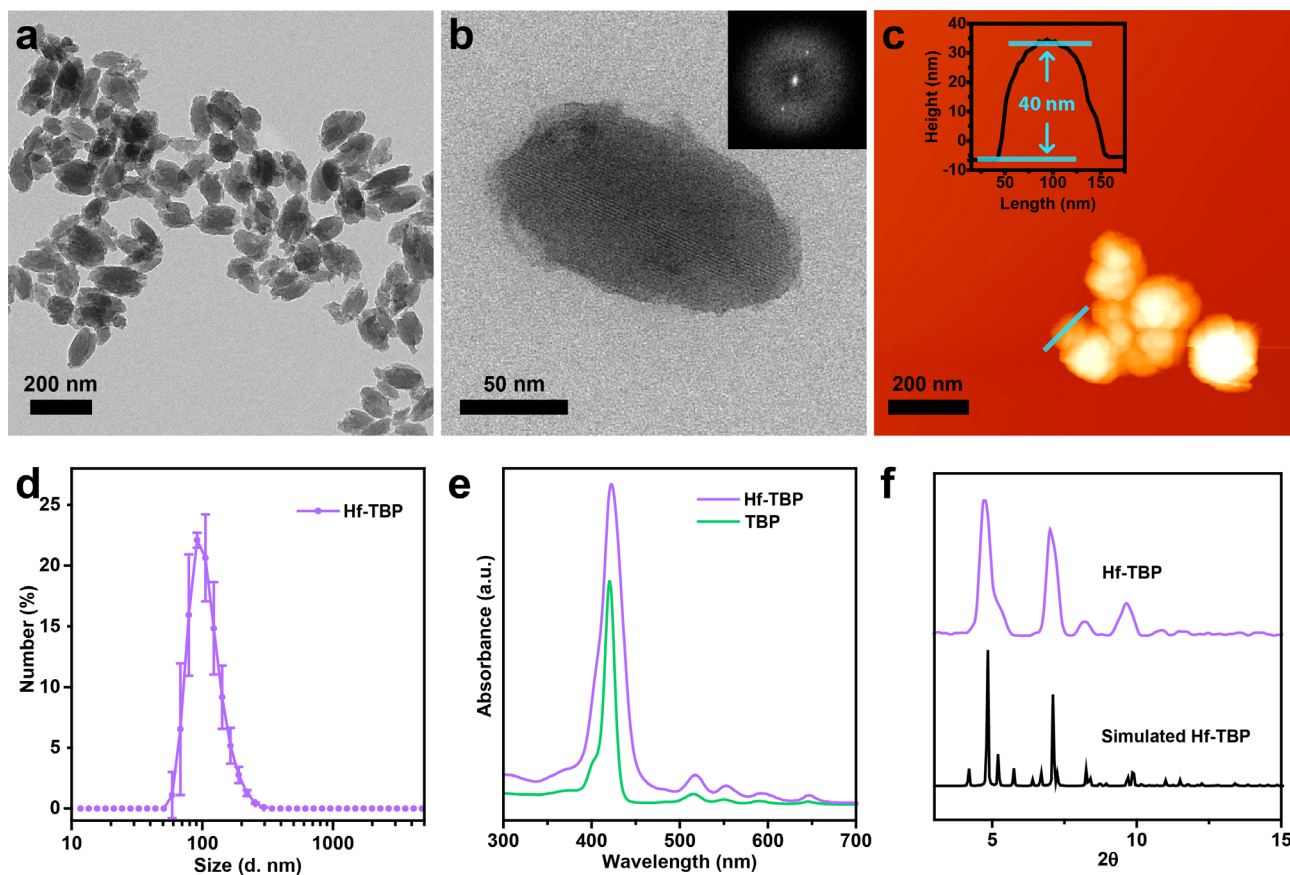 a
200 nm
b
50 nm
c
Height (nm)
40
30
20
10
0
-10
40 nm
50
100
150
Length (nm)
200 nm
d
Number (%)
25
20
15
10
5
0
Hf-TBP
10
100
1000
Size (d. nm)
e
Absorbance (a.u.)
Hf-TBP
TBP
300
400
500
600
700
Wavelength (nm)
f
Hf-TBP
Simulated Hf-TBP
5
10
15
2θ